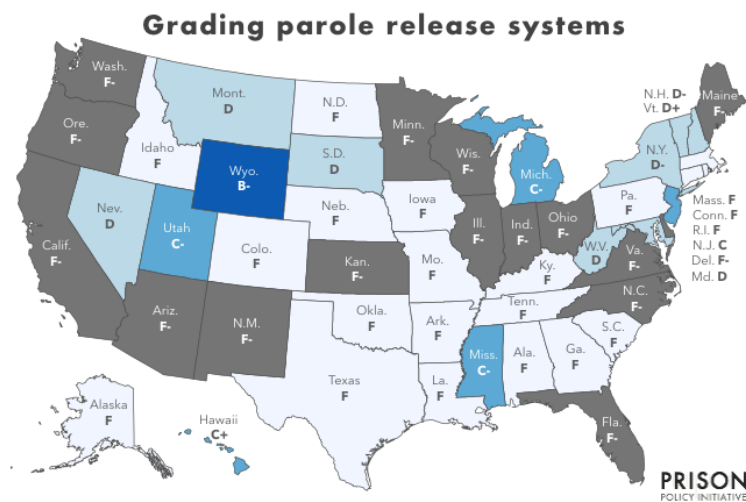 Grading parole release systems
Wash.
F-
Ore.
F-
Calif.
F-
Idaho
F
Nev.
D
Mont.
D
Wyo.
B-
Utah
C-
Ariz.
F-
Colo.
F
N.M.
F-
N.D.
F
S.D.
D
Neb.
F
Kan.
F-
Okla.
F
Texas
F
Minn.
F-
Iowa
F
Mo.
F
Ark.
F
La.
F
Wis.
F-
Ill.
F-
Mich.
C-
Ind.
F-
Ohio
F-
Ky.
F
Tenn.
F
Miss.
C-
Ala.
F
Ga.
F
Fla.
F-
S.C.
F
N.C.
F-
Va.
F-
W.V.
D
Pa.
F
N.Y.
D-
N.H. D-
Vt. D+
Maine
F-
Mass. F
Conn. F
R.I. F
N.J. C
Del. F-
Md. D
Alaska
F
Hawaii
C+
PRISON
POLICY INITIATIVE